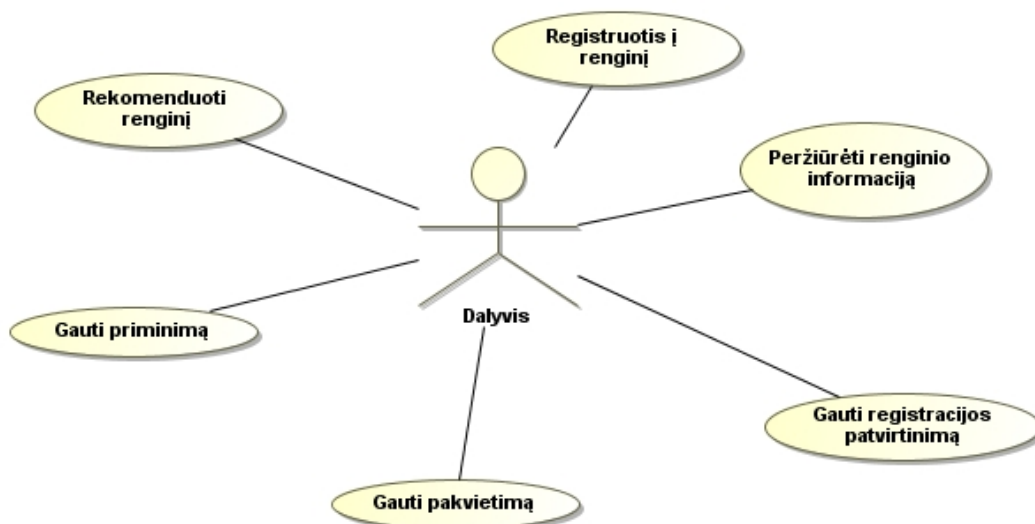 Registruotis į
renginį
Rekomenduoti
renginį
Peržiūrėti renginio
informaciją
Gauti priminimą
Dalyvis
Gauti registracijos
patvirtinimą
Gauti pakvietimą